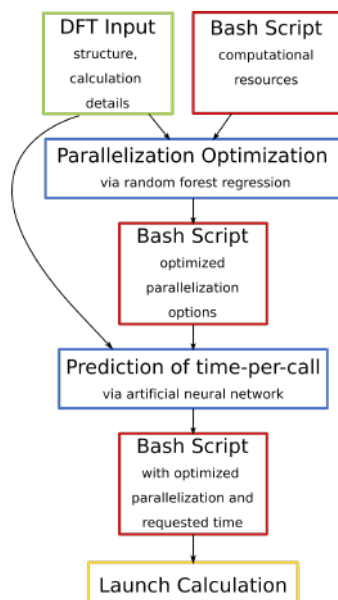 DFT Input
structure,
calculation
details
Bash Script
computational
resources
Parallelization Optimization
via random forest regression
Bash Script
optimized
parallelization
options
Prediction of time-per-call
via artificial neural network
Bash Script
with optimized
parallelization and
requested time
Launch Calculation